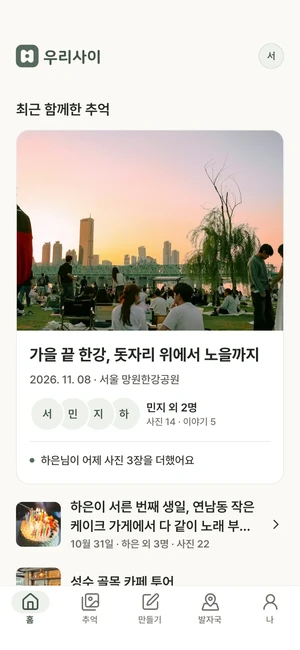 우리사이
서
최근 함께한 추억
가을 끝 한강, 돗자리 위에서 노을까지
2026. 11. 08 · 서울 망원한강공원
서 민 지 하
민지 외 2명
사진 14 · 이야기 5
하은님이 어제 사진 3장을 더했어요
하은이 서른 번째 생일, 연남동 작은
케이크 가게에서 다 같이 노래 부...
10월 31일 · 하은 외 3명 · 사진 22
성수 골목 카페 투어
홈 추억 만들기 발자국 나